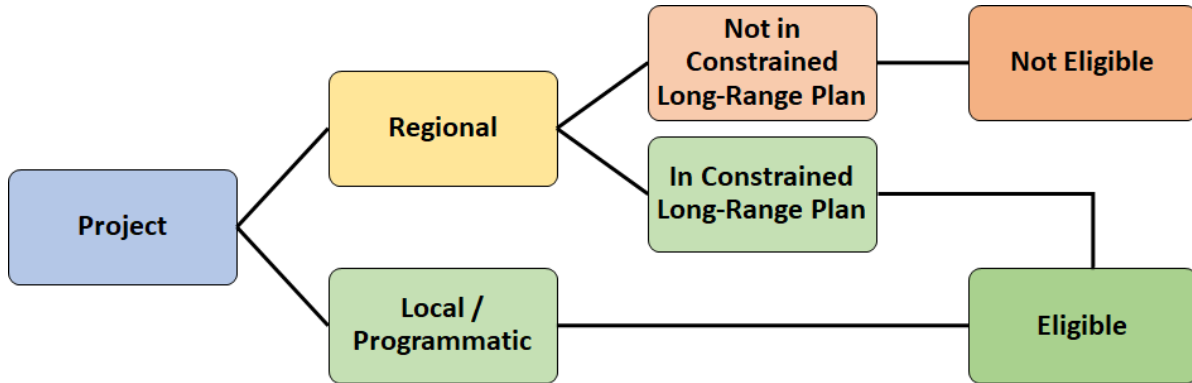 Not in
Constrained
Long-Range Plan
Not Eligible
Regional
In Constrained
Long-Range Plan
Project
Local /
Programmatic
Eligible